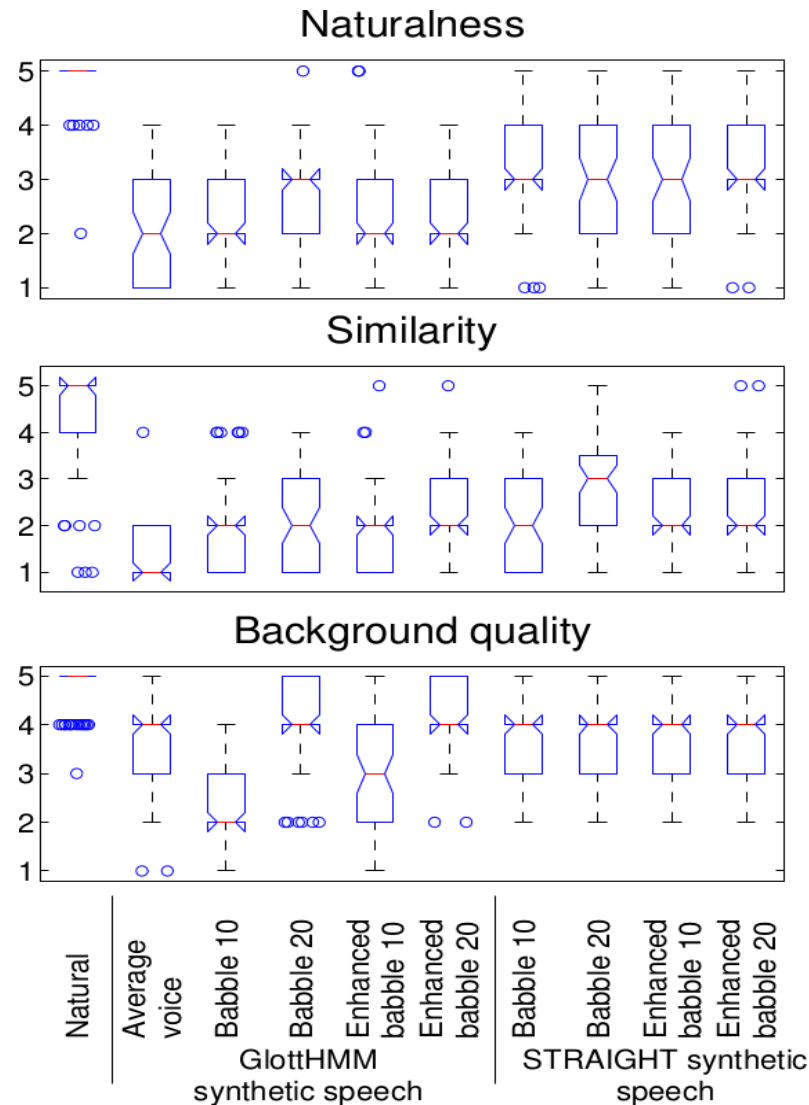 Naturalness
5
4
3
2
1
Similarity
5
4
3
2
1
Background quality
5
4
3
2
1
Natural
Average
voice
Babble 10
Babble 20
Enhanced
babble 10
Enhanced
babble 20
Babble 10
Babble 20
Enhanced
babble 10
Enhanced
babble 20
GlottHMM
synthetic speech
STRAIGHT synthetic
speech